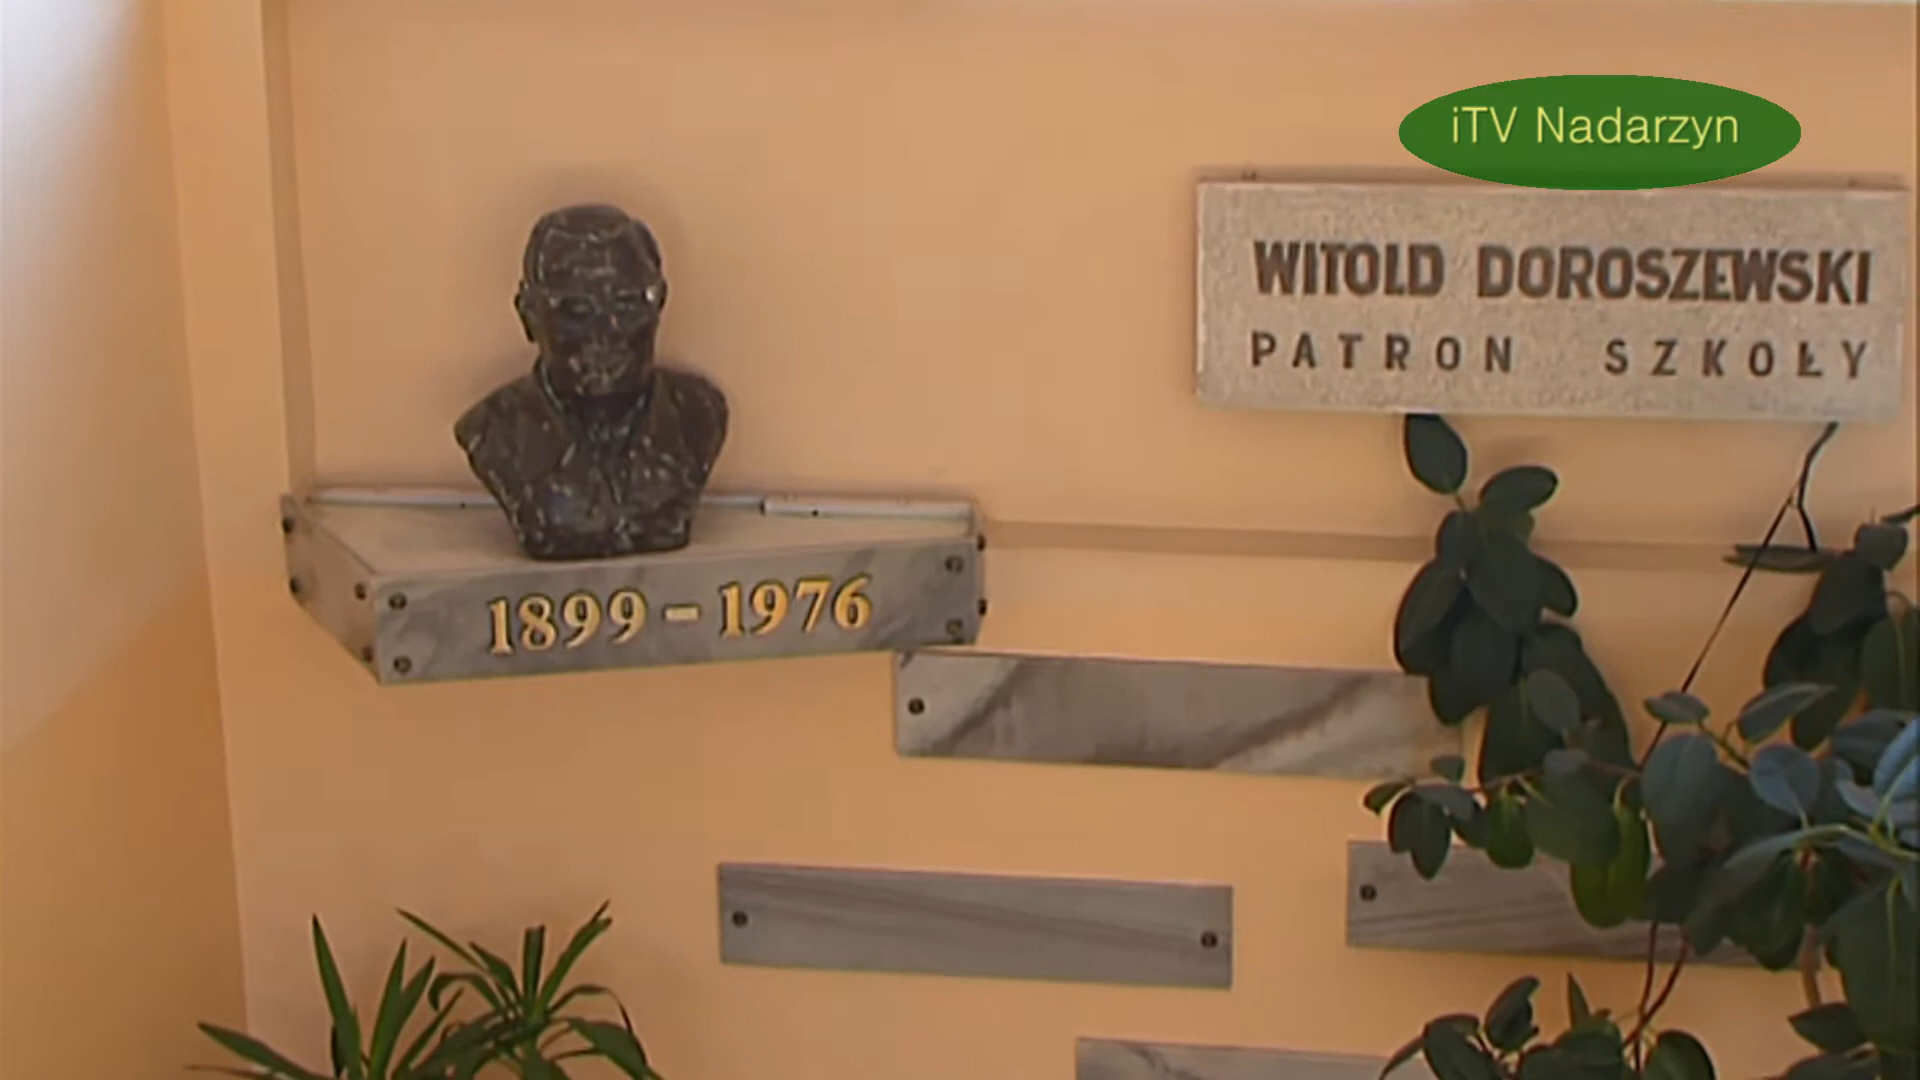 iTV Nadarzyn
WITOLD DOROSZEWSKI
PATRON SZKOŁY
1899 - 1976